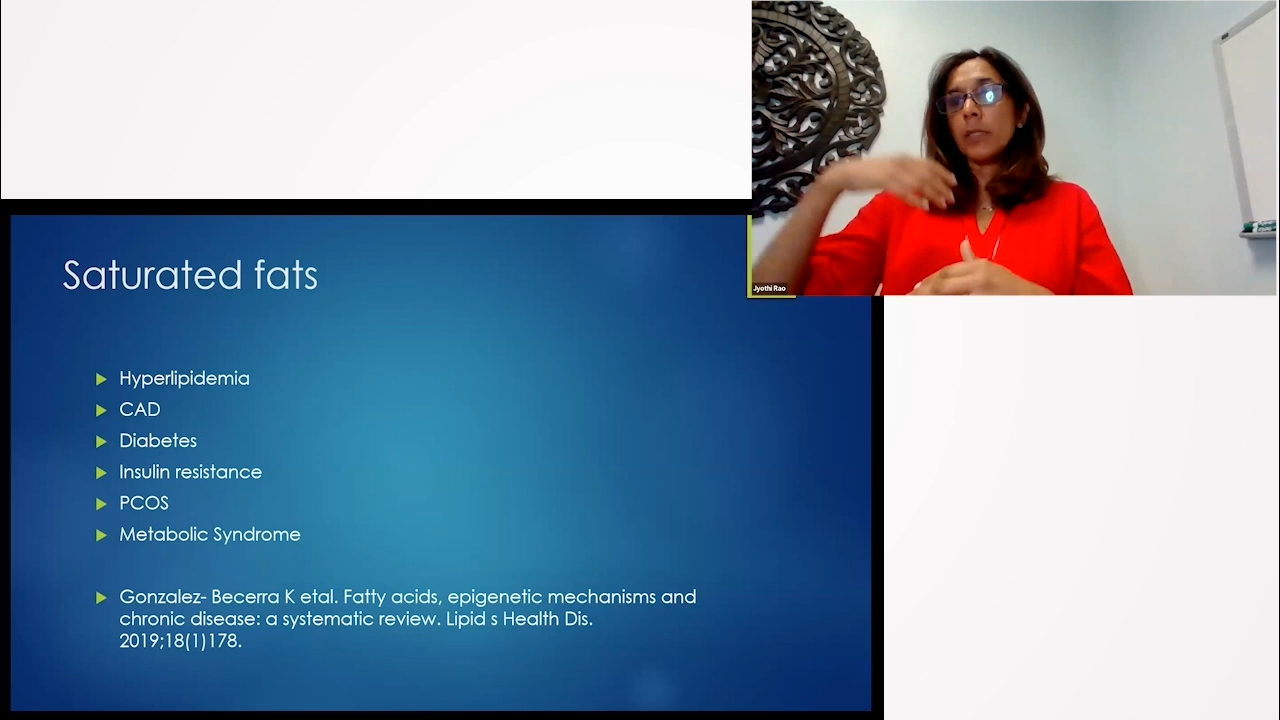 Jyothi Rao
Saturated fats
Hyperlipidemia
CAD
Diabetes
Insulin resistance
PCOS
Metabolic Syndrome
Gonzalez- Becerra K etal. Fatty acids, epigenetic mechanisms and
chronic disease: a systematic review. Lipid s Health Dis.
2019;18(1)178.